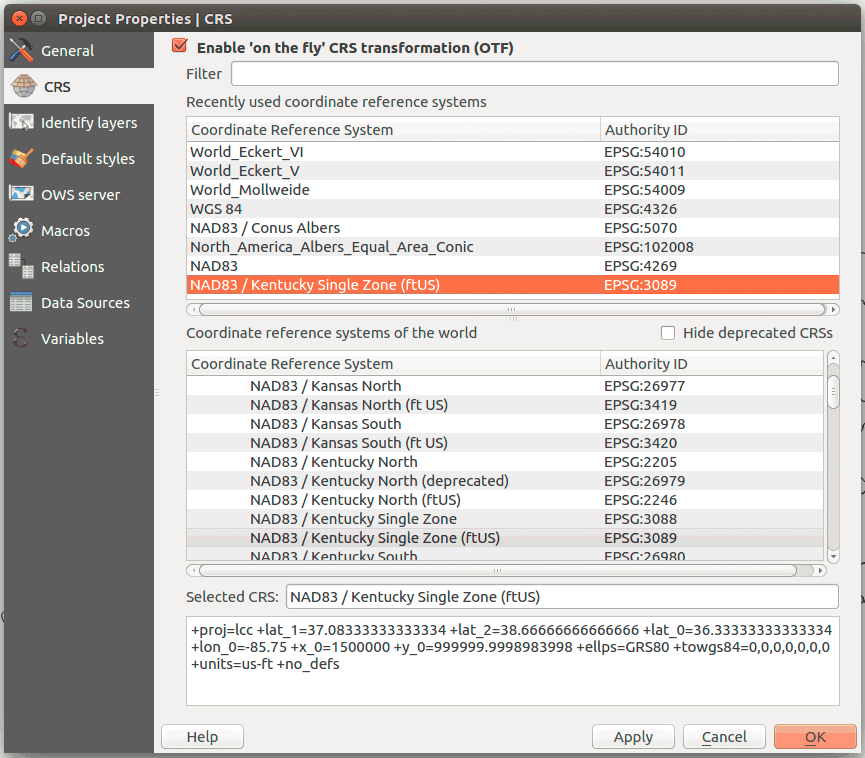 Project Properties | CRS
General
CRS
Identify layers
Default styles
OWS server
Macros
Relations
Data Sources
Variables
Enable 'on the fly' CRS transformation (OTF)
Filter
Recently used coordinate reference systems
Coordinate Reference System Authority ID
World_Eckert_VI EPSG:54010
World_Eckert_V EPSG:54011
World_Mollweide EPSG:54009
WGS 84 EPSG:4326
NAD83 / Conus Albers EPSG:5070
North_America_Albers_Equal_Area_Conic EPSG:102008
NAD83 EPSG:4269
NAD83 / Kentucky Single Zone (ftUS) EPSG:3089
Coordinate reference systems of the world Hide deprecated CRSs
Coordinate Reference System Authority ID
NAD83 / Kansas North EPSG:26977
NAD83 / Kansas North (ft US) EPSG:3419
NAD83 / Kansas South EPSG:26978
NAD83 / Kansas South (ft US) EPSG:3420
NAD83 / Kentucky North EPSG:2205
NAD83 / Kentucky North (deprecated) EPSG:26979
NAD83 / Kentucky North (ftUS) EPSG:2246
NAD83 / Kentucky Single Zone EPSG:3088
NAD83 / Kentucky Single Zone (ftUS) EPSG:3089
NAD83 / Kentucky South EPSG:26980
Selected CRS: NAD83 / Kentucky Single Zone (ftUS)
+proj=lcc +lat_1=37.08333333333334 +lat_2=38.66666666666666 +lat_0=36.33333333333334
+lon_0=-85.75 +x_0=1500000 +y_0=999999.9998983998 +ellps=GRS80 +towgs84=0,0,0,0,0,0,0
+units=us-ft +no_defs
Help Apply Cancel OK